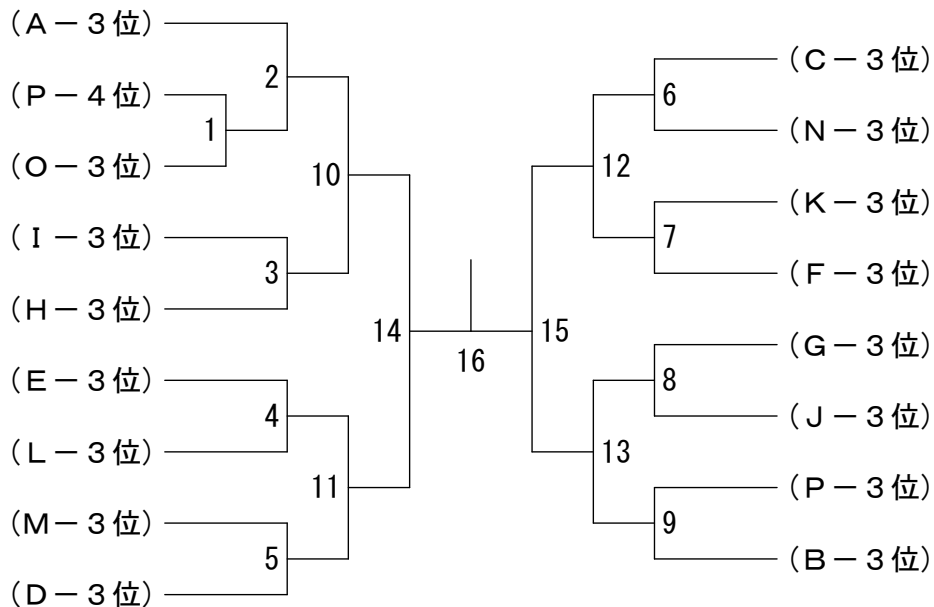 (A－3位)
(P－4位)
(O－3位)
(I－3位)
(H－3位)
(E－3位)
(L－3位)
(M－3位)
(D－3位)
1
2
3
4
5
10
11
14
16
15
12
13
6
7
8
9
(C－3位)
(N－3位)
(K－3位)
(F－3位)
(G－3位)
(J－3位)
(P－3位)
(B－3位)